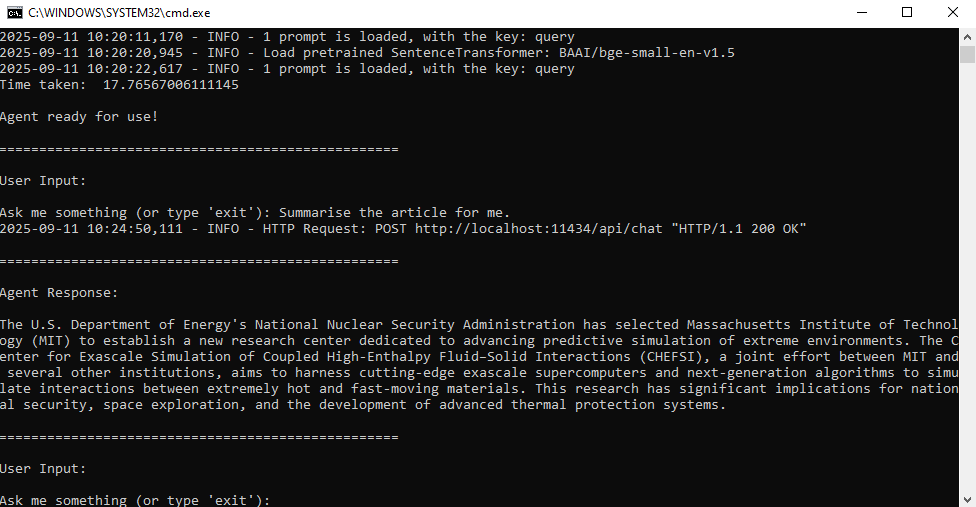 C:\WINDOWS\SYSTEM32\cmd.exe
2025-09-11 10:20:11,170 - INFO - 1 prompt is loaded, with the key: query
2025-09-11 10:20:20,945 - INFO - Load pretrained SentenceTransformer: BAAI/bge-small-en-v1.5
2025-09-11 10:20:22,617 - INFO - 1 prompt is loaded, with the key: query
Time taken:  17.76567006111145
Agent ready for use!
==================================================
User Input:
Ask me something (or type 'exit'): Summarise the article for me.
2025-09-11 10:24:50,111 - INFO - HTTP Request: POST http://localhost:11434/api/chat "HTTP/1.1 200 OK"
==================================================
Agent Response:
The U.S. Department of Energy's National Nuclear Security Administration has selected Massachusetts Institute of Technol
ogy (MIT) to establish a new research center dedicated to advancing predictive simulation of extreme environments. The C
enter for Exascale Simulation of Coupled High-Enthalpy Fluid–Solid Interactions (CHEFSI), a joint effort between MIT and
 several other institutions, aims to harness cutting-edge exascale supercomputers and next-generation algorithms to simu
late interactions between extremely hot and fast-moving materials. This research has significant implications for nation
al security, space exploration, and the development of advanced thermal protection systems.
==================================================
User Input:
Ask me something (or type 'exit'):